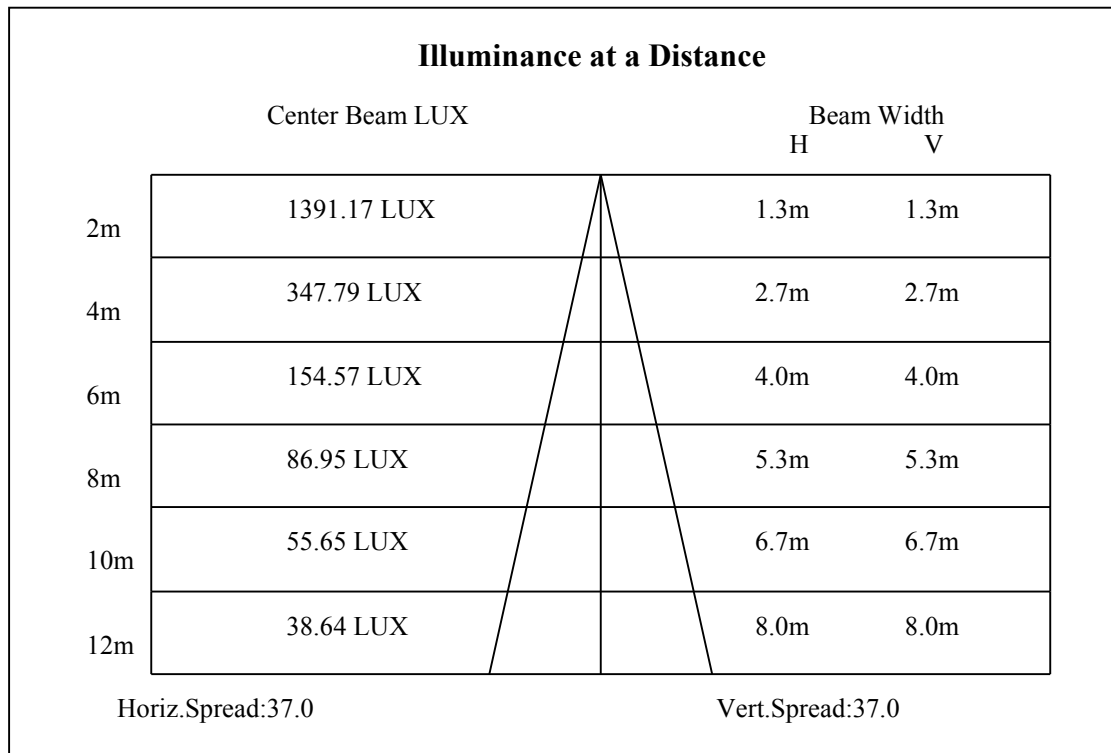 Illuminance at a Distance
Center Beam LUX Beam Width
H V
2m 1391.17 LUX 1.3m 1.3m
4m 347.79 LUX 2.7m 2.7m
6m 154.57 LUX 4.0m 4.0m
8m 86.95 LUX 5.3m 5.3m
10m 55.65 LUX 6.7m 6.7m
12m 38.64 LUX 8.0m 8.0m
Horiz.Spread:37.0 Vert.Spread:37.0